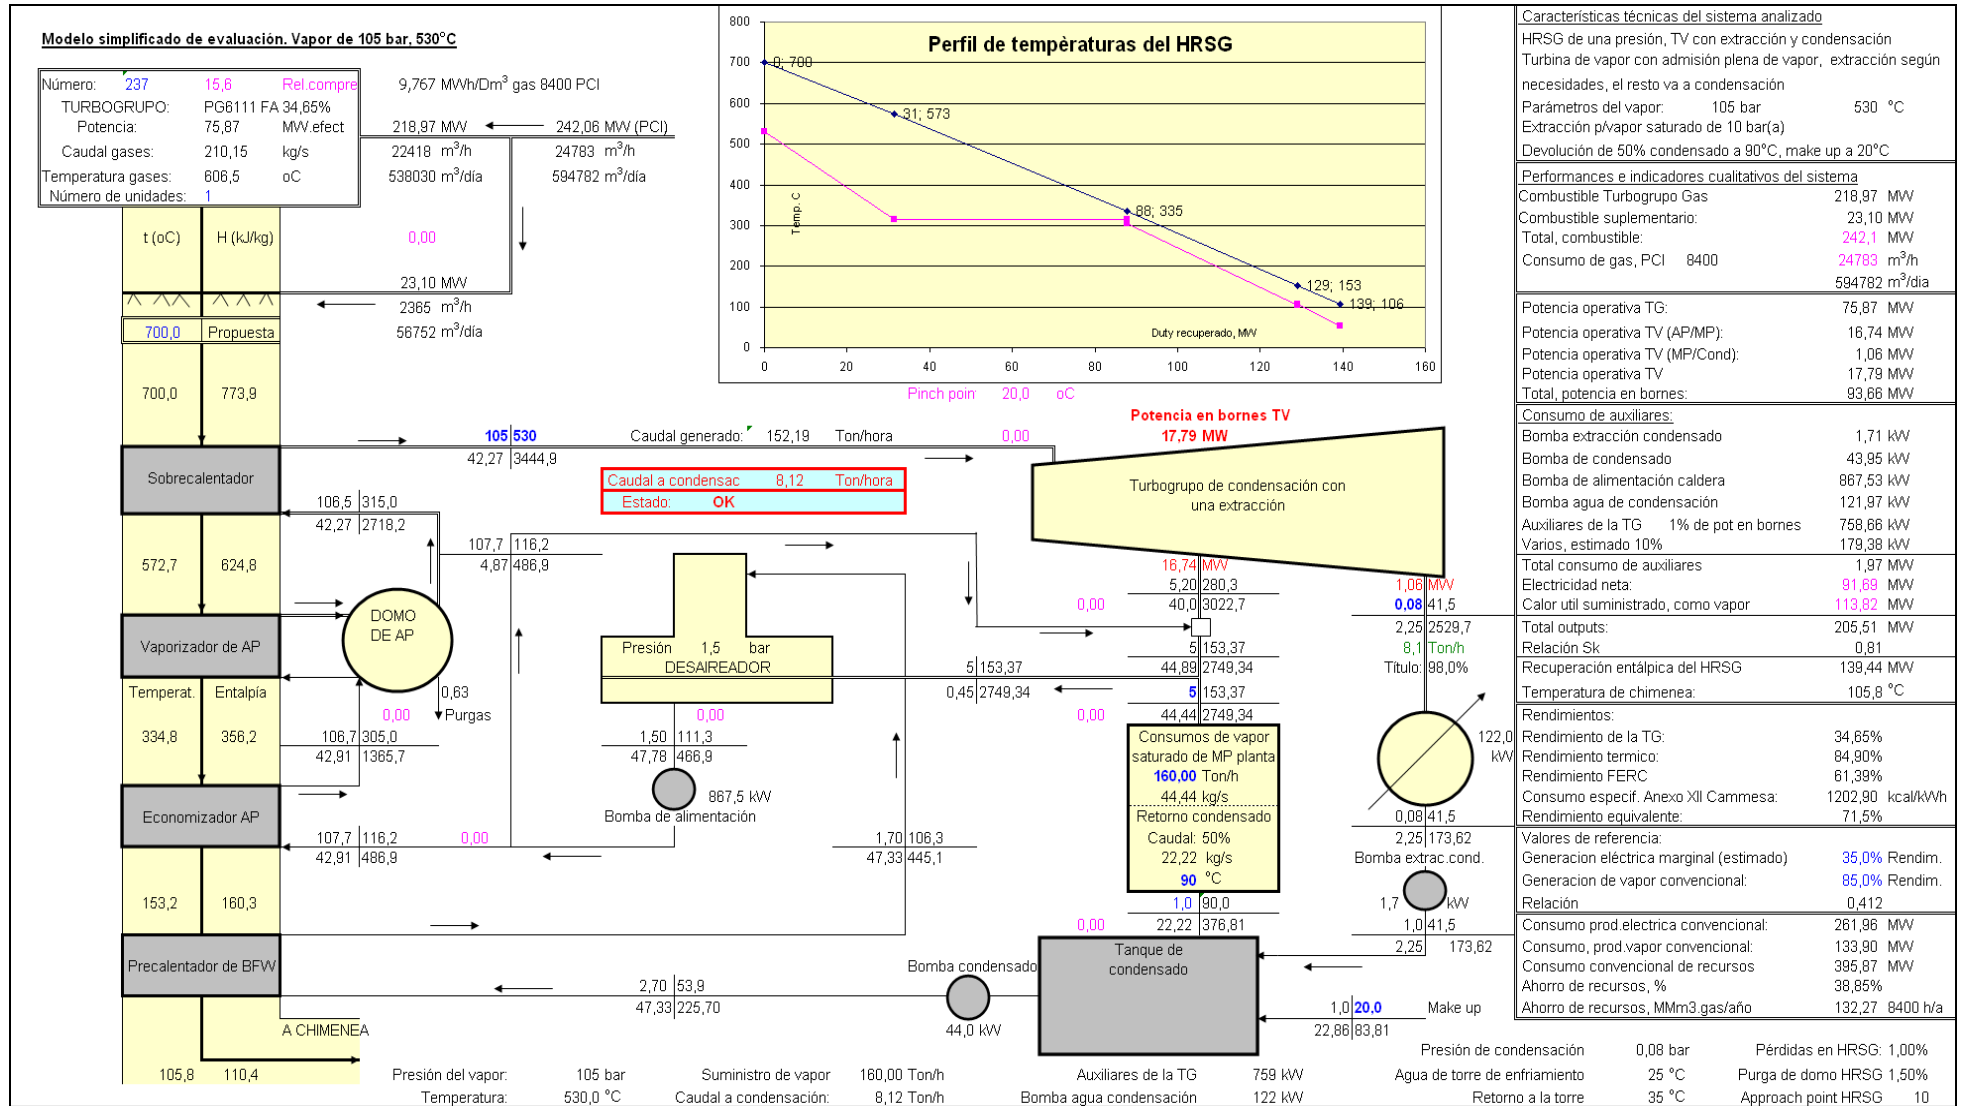 Modelo simplificado de evaluación. Vapor de 105 bar, 530°C
Número: 237 15,6 Rel.compre
TURBOGRUPO: PG6111 FA 34,65%
Potencia: 75,87 MW.efect
Caudal gases: 210,15 kg/s
Temperatura gases: 606,5 oC
Número de unidades: 1
9,767 MWh/Dm³ gas 8400 PCI
218,97 MW 242,06 MW (PCI)
22418 m³/h 24783 m³/h
538030 m³/día 594782 m³/día
t (oC) H (kJ/kg)
0,00
23,10 MW
2365 m³/h
56752 m³/día
700,0 Propuesta
700,0 773,9
Sobrecalentador
572,7 624,8
Vaporizador de AP
Temperat. Entalpía
334,8 356,2
Economizador AP
153,2 160,3
Precalentador de BFW
A CHIMENEA
105,8 110,4
Perfil de tempèraturas del HRSG
800
700
600
500
400
300
200
100
0
Temp. C
0; 700
31; 573
88; 335
129; 153
139; 106
Duty recuperado, MW
0 20 40 60 80 100 120 140 160
Pinch poin 20,0 oC
105 530
42,27 3444,9
Caudal generado: 152,19 Ton/hora
0,00
Potencia en bornes TV
17,79 MW
Caudal a condensac 8,12 Ton/hora
Estado: OK
Turbogrupo de condensación con
una extracción
106,5 315,0
42,27 2718,2
107,7 116,2
4,87 486,9
DOMO
DE AP
0,63
Purgas
0,00
106,7 305,0
42,91 1365,7
107,7 116,2
42,91 486,9
0,00
Presión 1,5 bar
DESAIREADOR
0,00
1,50 111,3
47,78 466,9
867,5 kW
Bomba de alimentación
1,70 106,3
47,33 445,1
5 153,37
0,45 2749,34
16,74 MW
5,20 280,3
0,00
40,0 3022,7
5 153,37
44,89 2749,34
5 153,37
0,00
44,44 2749,34
1,06 MW
0,08 41,5
2,25 2529,7
8,1 Ton/h
Título: 98,0%
Consumos de vapor
saturado de MP planta
160,00 Ton/h
44,44 kg/s
Retorno condensado
Caudal: 50%
22,22 kg/s
90 °C
1,0 90,0
0,00
22,22 376,81
122,0
kW
0,08 41,5
2,25 173,62
Bomba extrac.cond.
1,7 kW
1,0 41,5
2,25 173,62
Tanque de
condensado
Bomba condensado
44,0 kW
2,70 53,9
47,33 225,70
1,0 20,0 Make up
22,86 83,81
Presión del vapor: 105 bar
Temperatura: 530,0 °C
Suministro de vapor 160,00 Ton/h
Caudal a condensación: 8,12 Ton/h
Auxiliares de la TG 759 kW
Bomba agua condensación 122 kW
Presión de condensación 0,08 bar
Agua de torre de enfriamiento 25 °C
Retorno a la torre 35 °C
Pérdidas en HRSG: 1,00%
Purga de domo HRSG 1,50%
Approach point HRSG 10
Características técnicas del sistema analizado
HRSG de una presión, TV con extracción y condensación
Turbina de vapor con admisión plena de vapor, extracción según
necesidades, el resto va a condensación
Parámetros del vapor: 105 bar 530 °C
Extracción p/vapor saturado de 10 bar(a)
Devolución de 50% condensado a 90°C, make up a 20°C
Performances e indicadores cualitativos del sistema
Combustible Turbogrupo Gas 218,97 MW
Combustible suplementario: 23,10 MW
Total, combustible: 242,1 MW
Consumo de gas, PCI 8400 24783 m³/h
594782 m³/dia
Potencia operativa TG: 75,87 MW
Potencia operativa TV (AP/MP): 16,74 MW
Potencia operativa TV (MP/Cond): 1,06 MW
Potencia operativa TV 17,79 MW
Total, potencia en bornes: 93,66 MW
Consumo de auxiliares:
Bomba extracción condensado 1,71 kW
Bomba de condensado 43,95 kW
Bomba de alimentación caldera 867,53 kW
Bomba agua de condensación 121,97 kW
Auxiliares de la TG 1% de pot en bornes 758,66 kW
Varios, estimado 10% 179,38 kW
Total consumo de auxiliares 1,97 MW
Electricidad neta: 91,69 MW
Calor util suministrado, como vapor 113,82 MW
Total outputs: 205,51 MW
Relación Sk 0,81
Recuperación entálpica del HRSG 139,44 MW
Temperatura de chimenea: 105,8 °C
Rendimientos:
Rendimiento de la TG: 34,65%
Rendimiento termico: 84,90%
Rendimiento FERC 61,39%
Consumo especif. Anexo XII Cammesa: 1202,90 kcal/kWh
Rendimiento equivalente: 71,5%
Valores de referencia:
Generacion eléctrica marginal (estimado) 35,0% Rendim.
Generacion de vapor convencional: 85,0% Rendim.
Relación 0,412
Consumo prod.electrica convencional: 261,96 MW
Consumo, prod.vapor convencional: 133,90 MW
Consumo convencional de recursos 395,87 MW
Ahorro de recursos, % 38,85%
Ahorro de recursos, MMm3.gas/año 132,27 8400 h/a